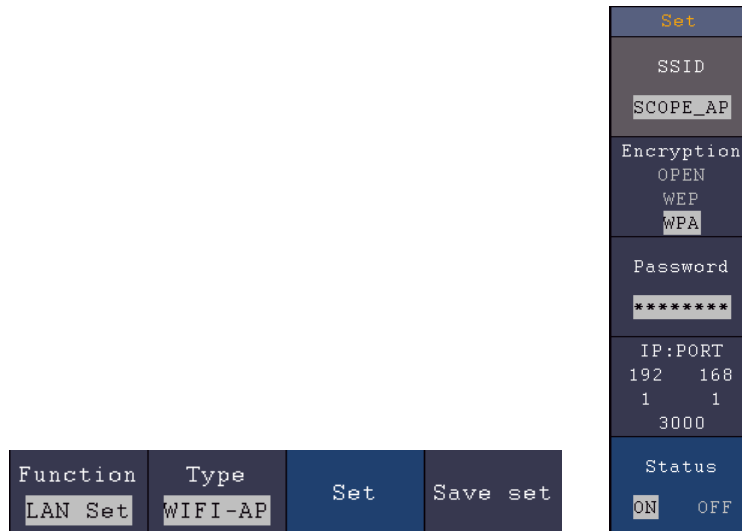 Set
SSID
SCOPE_AP
Encryption
OPEN
WEP
WPA
Password
********
IP:PORT
192 168
1 1
3000
Status
ON OFF
Function
LAN Set
Type
WIFI-AP
Set
Save set